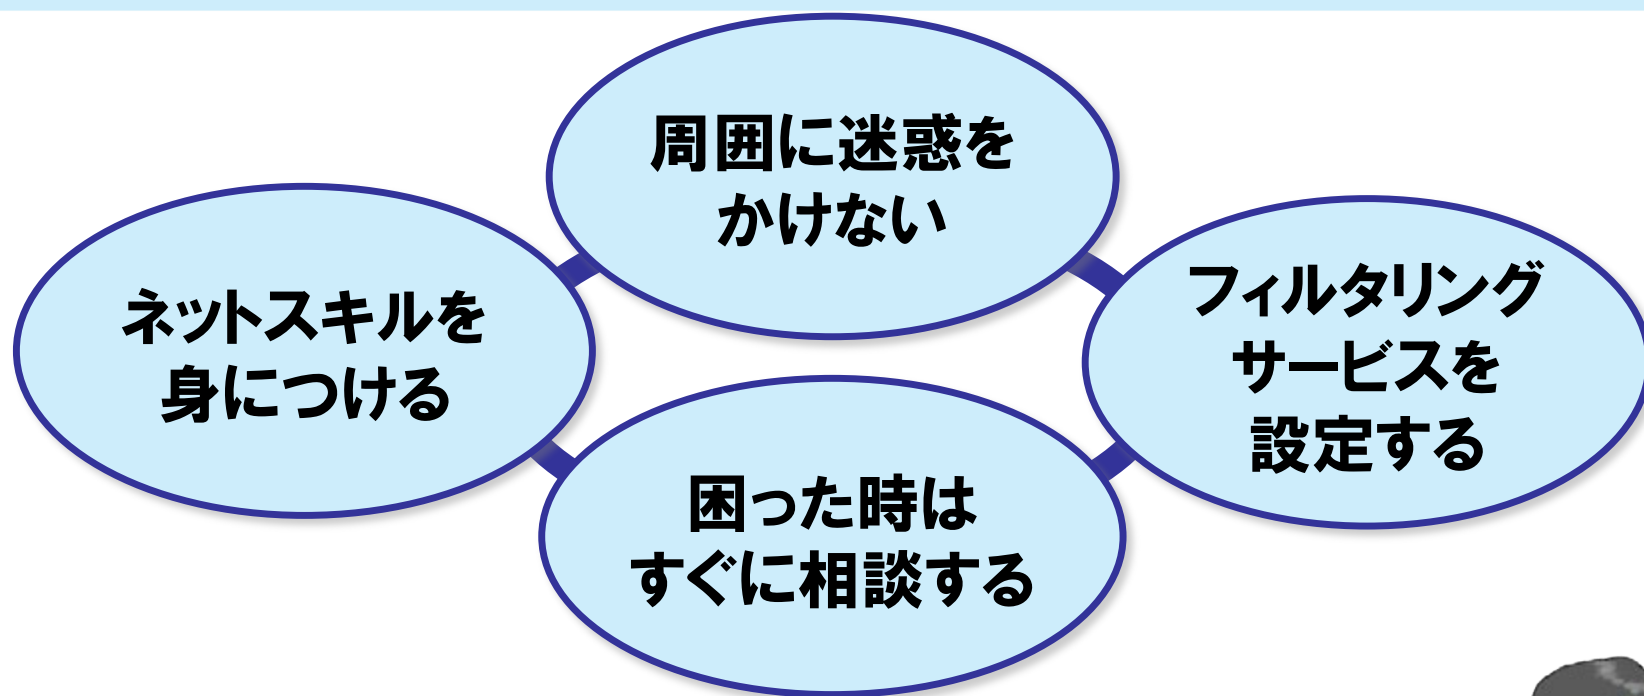 周囲に迷惑を
かけない
ネットスキルを
身につける
フィルタリング
サービスを
設定する
困った時は
すぐに相談する